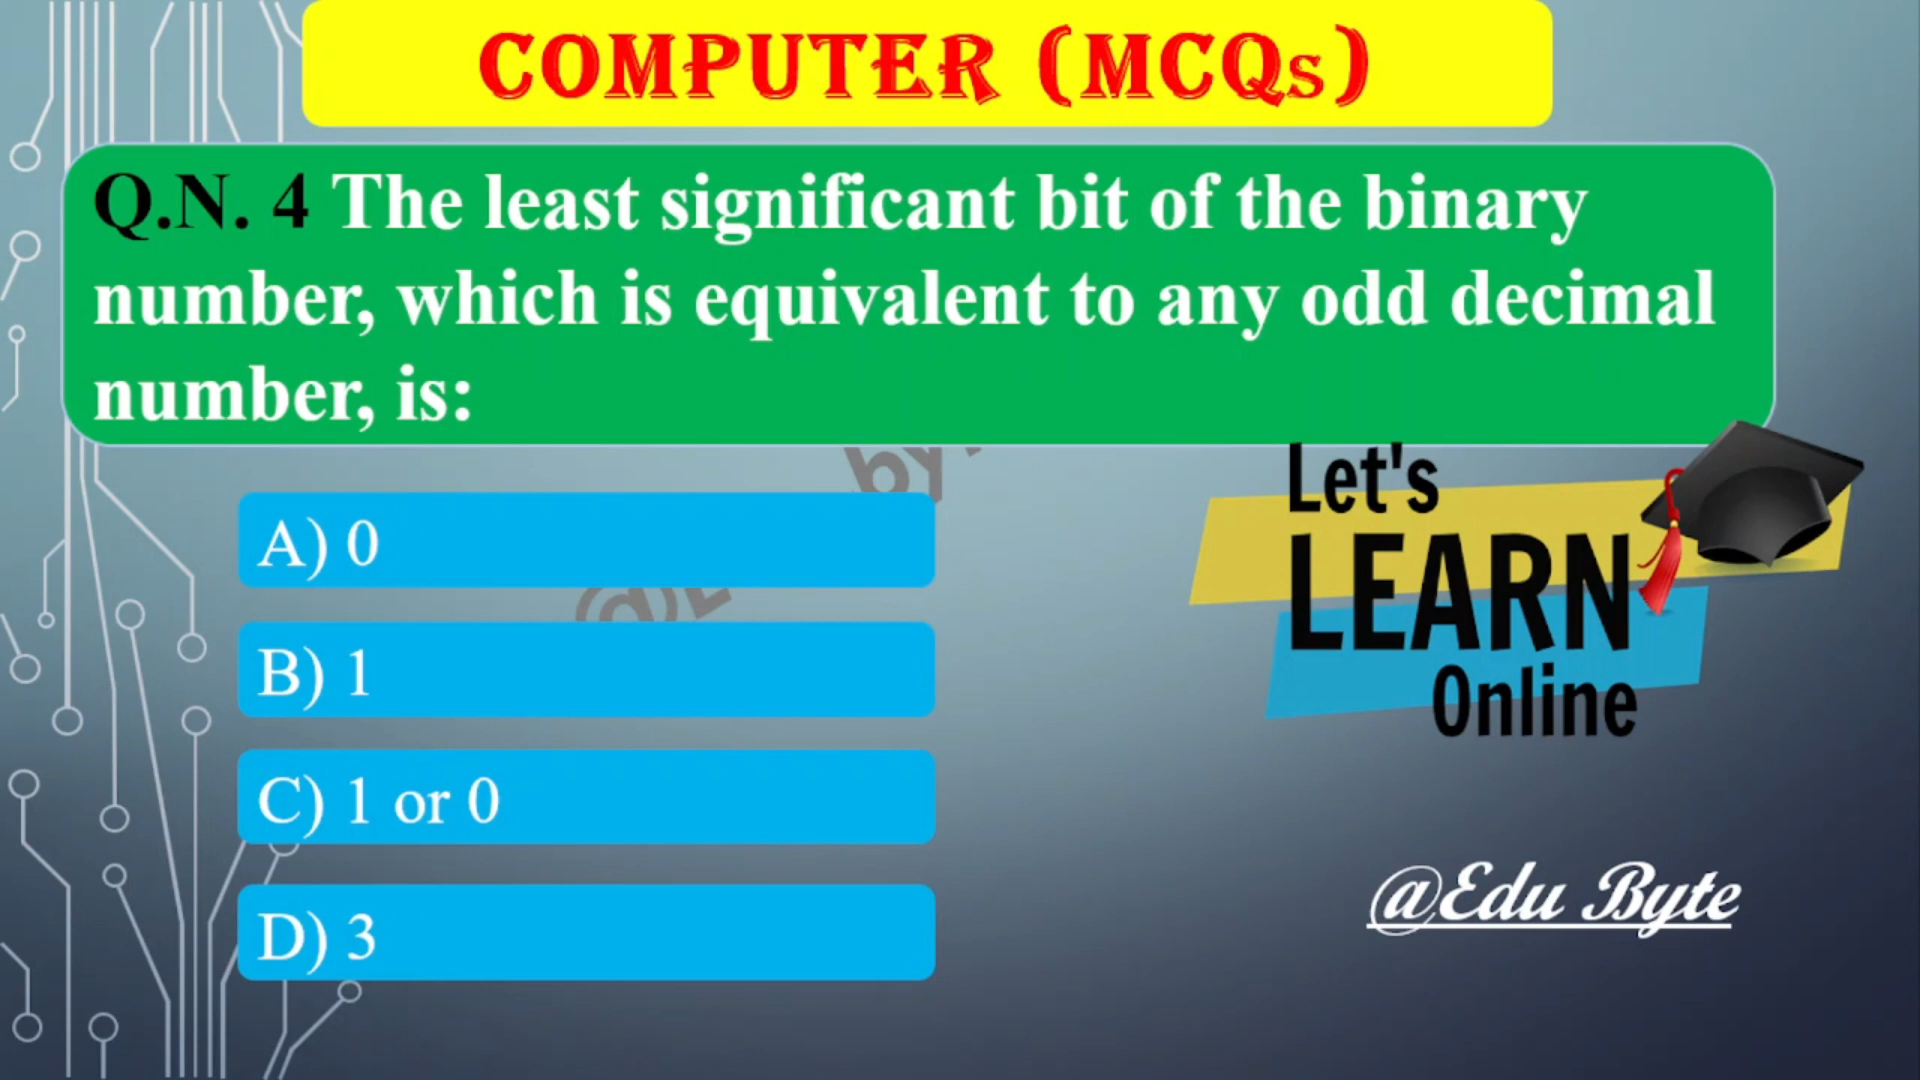 COMPUTER (MCQs)
Q.N. 4 The least significant bit of the binary
number, which is equivalent to any odd decimal
number, is:
A) 0
B) 1
C) 1 or 0
D) 3
Let's
LEARN
Online
@Edu Byte